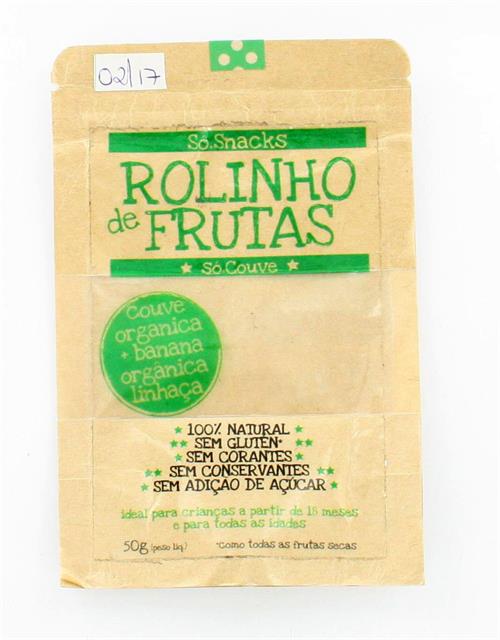 02/17
Só.Snacks
ROLINHO
de FRUTAS
★ Só.Couve ★
couve
orgânica
+ banana
orgânica
linhaça
★ 100% NATURAL ★
★★ SEM GLÚTEN* ★★
★ SEM CORANTES ★
★★ SEM CONSERVANTES ★★
★ SEM ADIÇÃO DE AÇÚCAR ★
ideal para crianças a partir de 18 meses
e para todas as idades
50g (peso líq.) *como todas as frutas secas